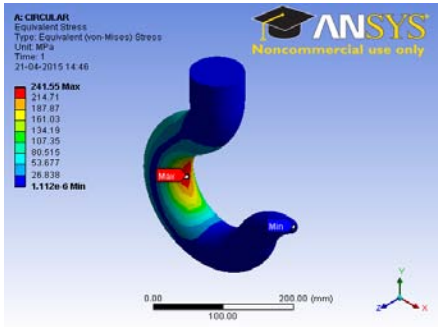 A: CIRCULAR
Equivalent Stress
Type: Equivalent (von-Mises) Stress
Unit: MPa
Time: 1
21-04-2015 14:46
241.55 Max
214.71
187.87
161.03
134.19
107.35
80.515
53.677
26.838
1.112e-6 Min
ANSYS
Noncommercial use only
Max
Min
0.00
200.00 (mm)
100.00
Y
Z
X